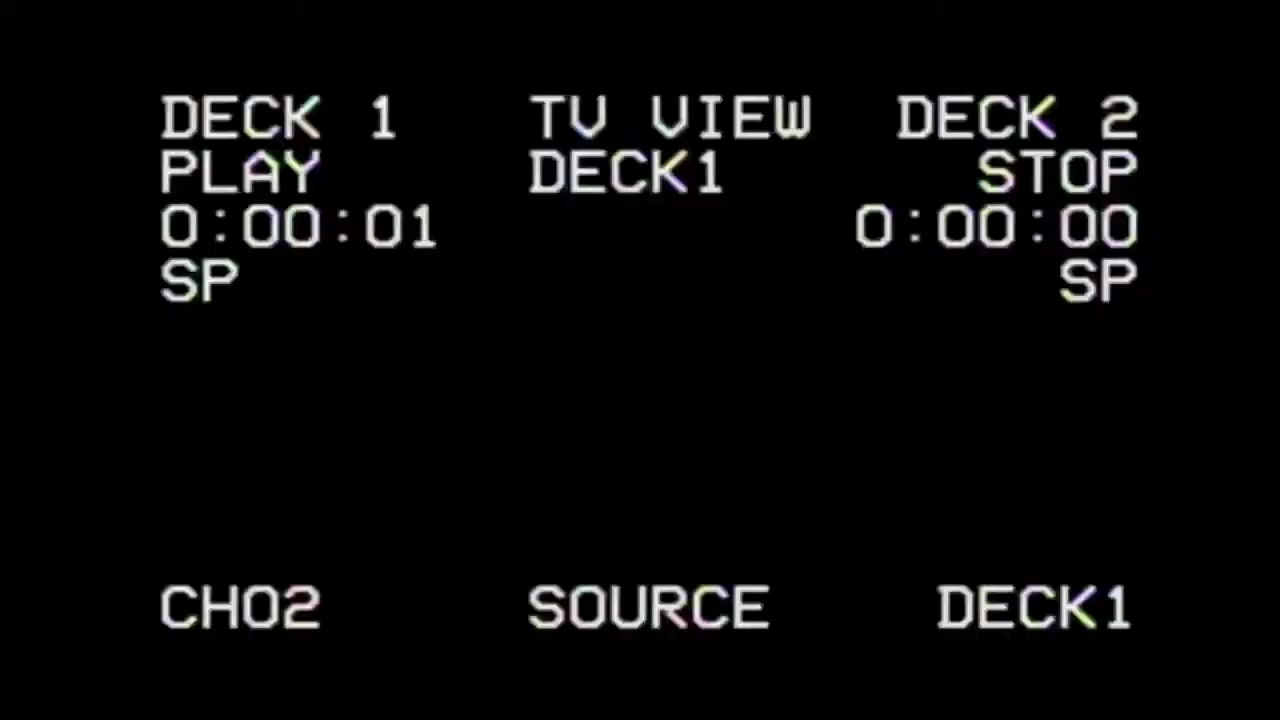 DECK 1 TV VIEW DECK 2
PLAY DECK1 STOP
0:00:01 0:00:00
SP SP
CH02 SOURCE DECK1